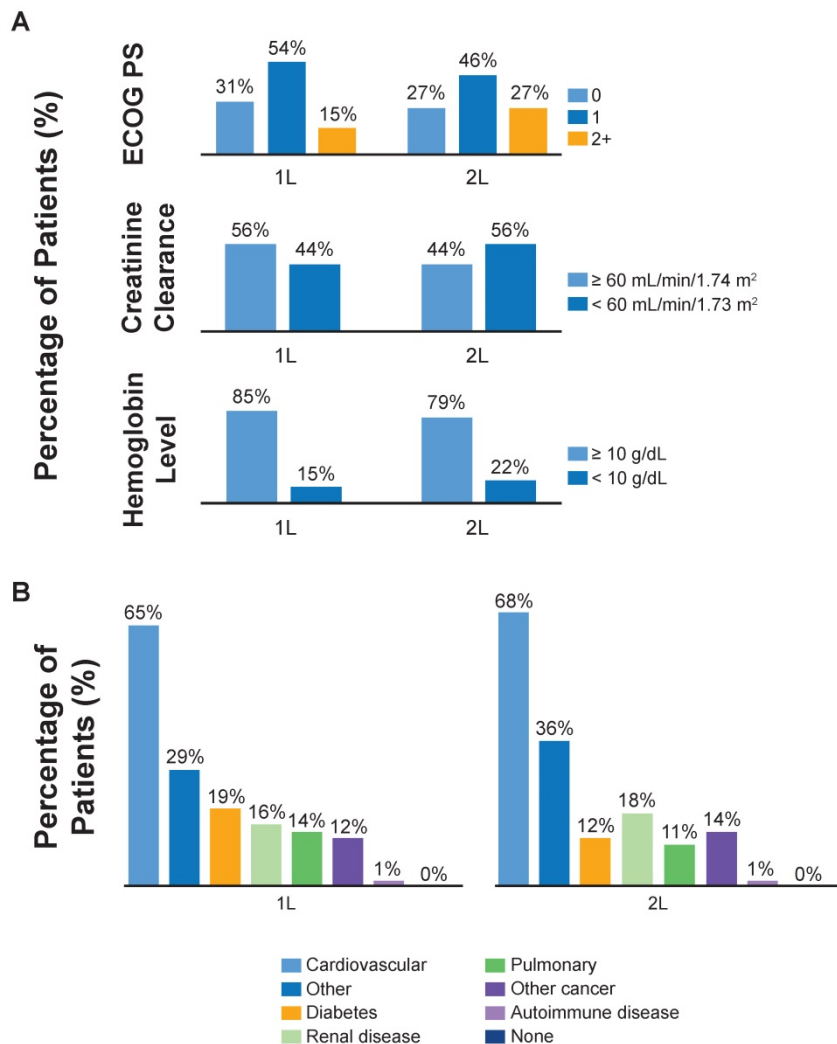 A
Percentage of Patients (%)
ECOG PS
31%
54%
15%
27%
46%
27%
1L
2L
0
1
2+
Creatinine
Clearance
56%
44%
44%
56%
1L
2L
≥ 60 mL/min/1.74 m²
< 60 mL/min/1.73 m²
Hemoglobin
Level
85%
15%
79%
22%
1L
2L
≥ 10 g/dL
< 10 g/dL
B
Percentage of
Patients (%)
65%
29%
19%
16%
14%
12%
1%
0%
1L
68%
36%
12%
18%
11%
14%
1%
0%
2L
Cardiovascular
Other
Diabetes
Renal disease
Pulmonary
Other cancer
Autoimmune disease
None